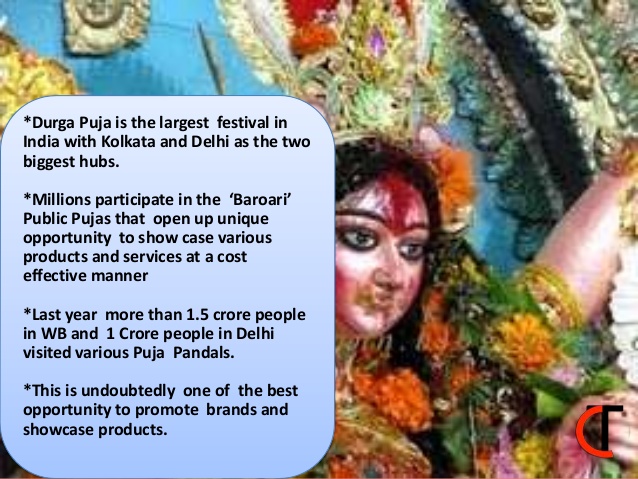 *Durga Puja is the largest festival in
India with Kolkata and Delhi as the two
biggest hubs.
*Millions participate in the ‘Baroari’
Public Pujas that open up unique
opportunity to show case various
products and services at a cost
effective manner
*Last year more than 1.5 crore people
in WB and 1 Crore people in Delhi
visited various Puja Pandals.
*This is undoubtedly one of the best
opportunity to promote brands and
showcase products.
CT